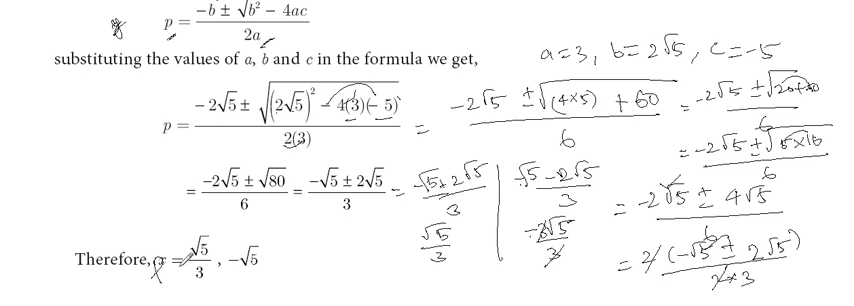 p = (-b ± √(b² - 4ac)) / 2a
substituting the values of a, b and c in the formula we get,
a=3, b=2√5, c=-5
p = (-2√5 ± √((2√5)² - 4(3)(-5))) / 2(3)
= (-2√5 ± √((4×5) + 60)) / 6
= (-2√5 ± √(20+60)) / 6
= (-2√5 ± √80) / 6 = (-√5 ± 2√5) / 3
= (-√5 + 2√5) / 3 | (-√5 - 2√5) / 3
√5 / 3 | -3√5 / 3
= (-2√5 ± √(5×16)) / 6
= (-2√5 ± 4√5) / 6
= 2(-√5 ± 2√5) / 2×3
Therefore, = √5/3 , -√5